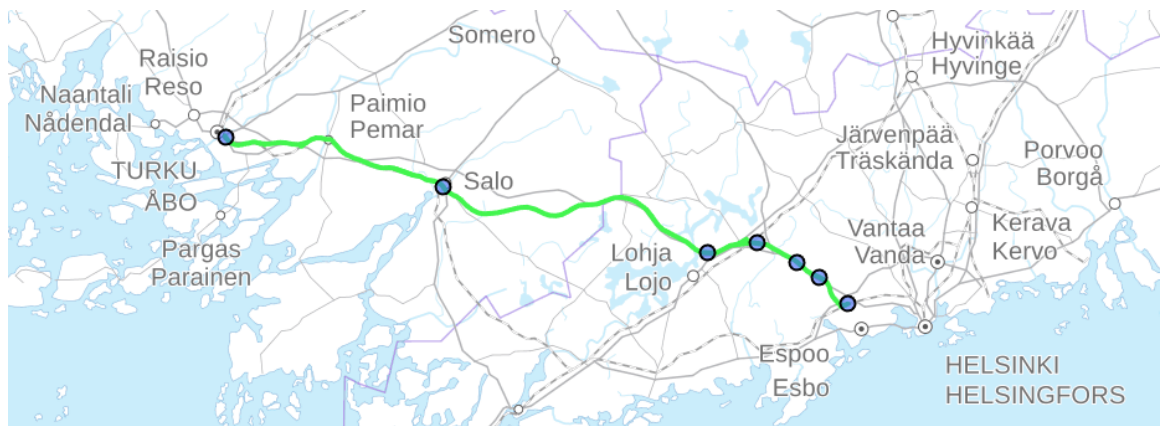 Somero
Hyvinkää
Hyvinge
Raisio
Reso
Naantali
Nådendal
Paimio
Pemar
Järvenpää
Träskända
Porvoo
Borgå
TURKU
ÅBO
Salo
Pargas
Parainen
Lohja
Lojo
Vantaa
Vanda
Kerava
Kervo
Espoo
Esbo
HELSINKI
HELSINGFORS